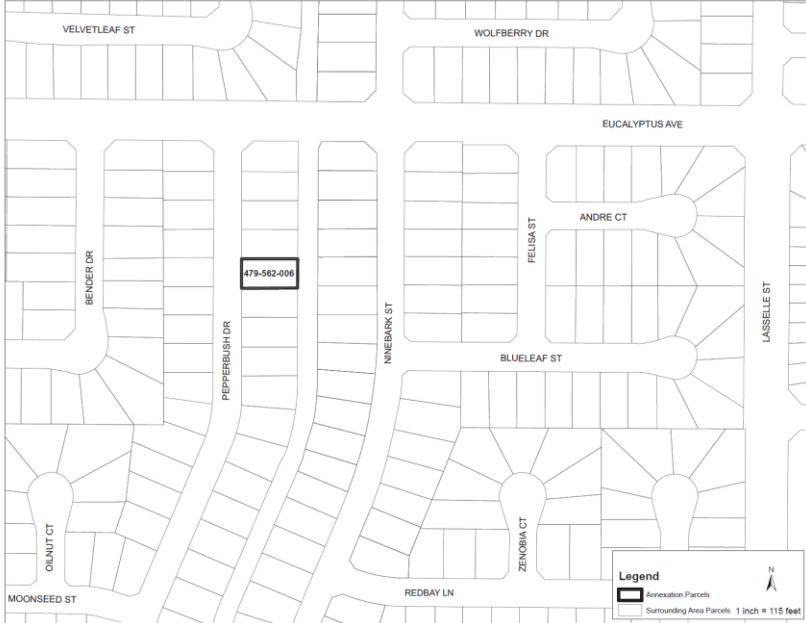 VELVETLEAF ST
WOLFBERRY DR
EUCALYPTUS AVE
ANDRE CT
FELISA ST
BENDER DR
479-562-006
LASSELLE ST
NINEBARK ST
PEPPERBUSH DR
BLUELEAF ST
OILNUT CT
ZENOBIA CT
MOONSEED ST
REDBAY LN
Legend
N
Annexation Parcels
Surrounding Area Parcels 1 inch = 115 feet